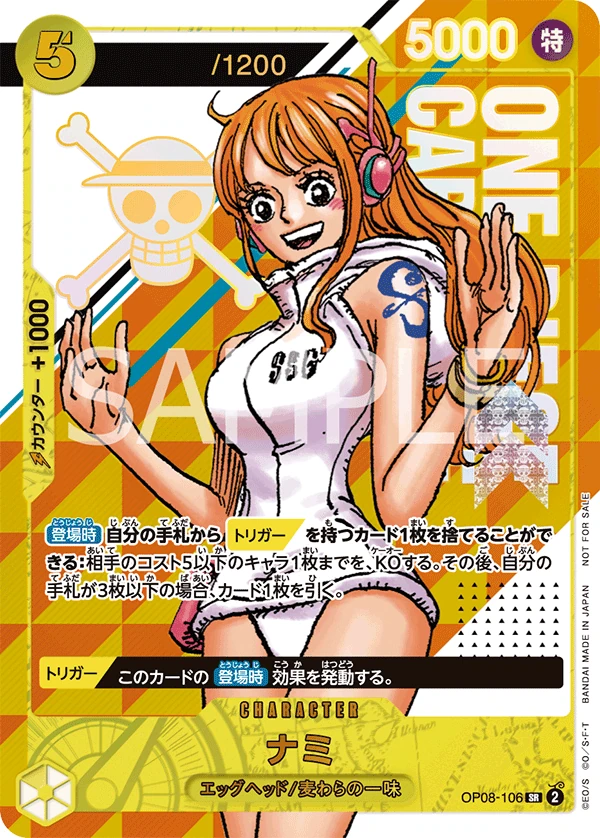 5
/1200
5000
特
ONE PIECE
CARD
カウンター +1000
SAMPLE
SSG
登場時 自分の手札から トリガー を持つカード1枚を捨てることがで
きる：相手のコスト5以下のキャラ1枚までを、KOする。その後、自分の
手札が3枚以下の場合、カード1枚を引く。
トリガー このカードの 登場時 効果を発動する。
CHARACTER
ナミ
エッグヘッド/麦わらの一味
OP08-106 SR 2
©E/S ©O/S・F・T BANDAI MADE IN JAPAN NOT FOR SALE